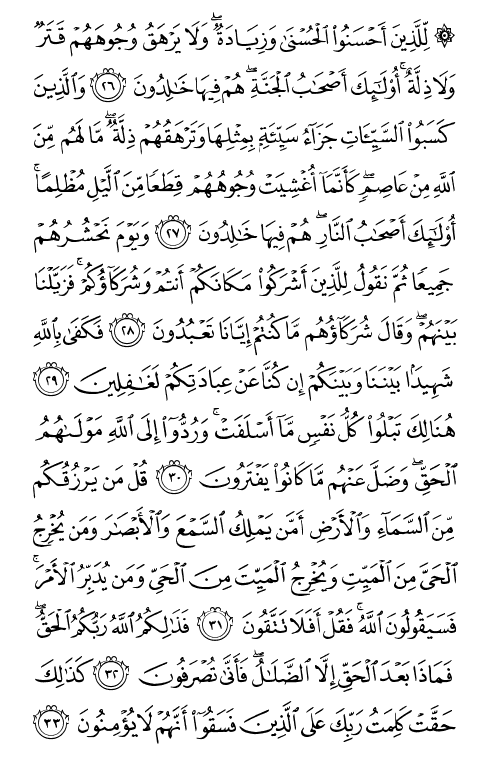 ۞ لِّلَّذِينَ أَحْسَنُوا۟ ٱلْحُسْنَىٰ وَزِيَادَةٌ ۖ وَلَا يَرْهَقُ وُجُوهَهُمْ قَتَرٌ
وَلَا ذِلَّةٌ ۚ أُو۟لَـٰٓئِكَ أَصْحَـٰبُ ٱلْجَنَّةِ ۖ هُمْ فِيهَا خَـٰلِدُونَ ٢٦ وَٱلَّذِينَ
كَسَبُوا۟ ٱلسَّيِّـَٔاتِ جَزَآءُ سَيِّئَةٍۭ بِمِثْلِهَا وَتَرْهَقُهُمْ ذِلَّةٌ ۖ مَّا لَهُم مِّنَ
ٱللَّهِ مِنْ عَاصِمٍ ۖ كَأَنَّمَآ أُغْشِيَتْ وُجُوهُهُمْ قِطَعًا مِّنَ ٱلَّيْلِ مُظْلِمًا ۚ
أُو۟لَـٰٓئِكَ أَصْحَـٰبُ ٱلنَّارِ ۖ هُمْ فِيهَا خَـٰلِدُونَ ٢٧ وَيَوْمَ نَحْشُرُهُمْ
جَمِيعًا ثُمَّ نَقُولُ لِلَّذِينَ أَشْرَكُوا۟ مَكَانَكُمْ أَنتُمْ وَشُرَكَآؤُكُمْ ۚ فَزَيَّلْنَا
بَيْنَهُمْ ۖ وَقَالَ شُرَكَآؤُهُم مَّا كُنتُمْ إِيَّانَا تَعْبُدُونَ ٢٨ فَكَفَىٰ بِٱللَّهِ
شَهِيدًۢا بَيْنَنَا وَبَيْنَكُمْ إِن كُنَّا عَنْ عِبَادَتِكُمْ لَغَـٰفِلِينَ ٢٩
هُنَالِكَ تَبْلُوا۟ كُلُّ نَفْسٍ مَّآ أَسْلَفَتْ ۚ وَرُدُّوٓا۟ إِلَى ٱللَّهِ مَوْلَىٰهُمُ
ٱلْحَقِّ ۖ وَضَلَّ عَنْهُم مَّا كَانُوا۟ يَفْتَرُونَ ٣٠ قُلْ مَن يَرْزُقُكُم
مِّنَ ٱلسَّمَآءِ وَٱلْأَرْضِ أَمَّن يَمْلِكُ ٱلسَّمْعَ وَٱلْأَبْصَـٰرَ وَمَن يُخْرِجُ
ٱلْحَىَّ مِنَ ٱلْمَيِّتِ وَيُخْرِجُ ٱلْمَيِّتَ مِنَ ٱلْحَىِّ وَمَن يُدَبِّرُ ٱلْأَمْرَ ۚ
فَسَيَقُولُونَ ٱللَّهُ ۚ فَقُلْ أَفَلَا تَتَّقُونَ ٣١ فَذَٰلِكُمُ ٱللَّهُ رَبُّكُمُ ٱلْحَقُّ ۖ
فَمَاذَا بَعْدَ ٱلْحَقِّ إِلَّا ٱلضَّلَـٰلُ ۖ فَأَنَّىٰ تُصْرَفُونَ ٣٢ كَذَٰلِكَ
حَقَّتْ كَلِمَتُ رَبِّكَ عَلَى ٱلَّذِينَ فَسَقُوٓا۟ أَنَّهُمْ لَا يُؤْمِنُونَ ٣٣